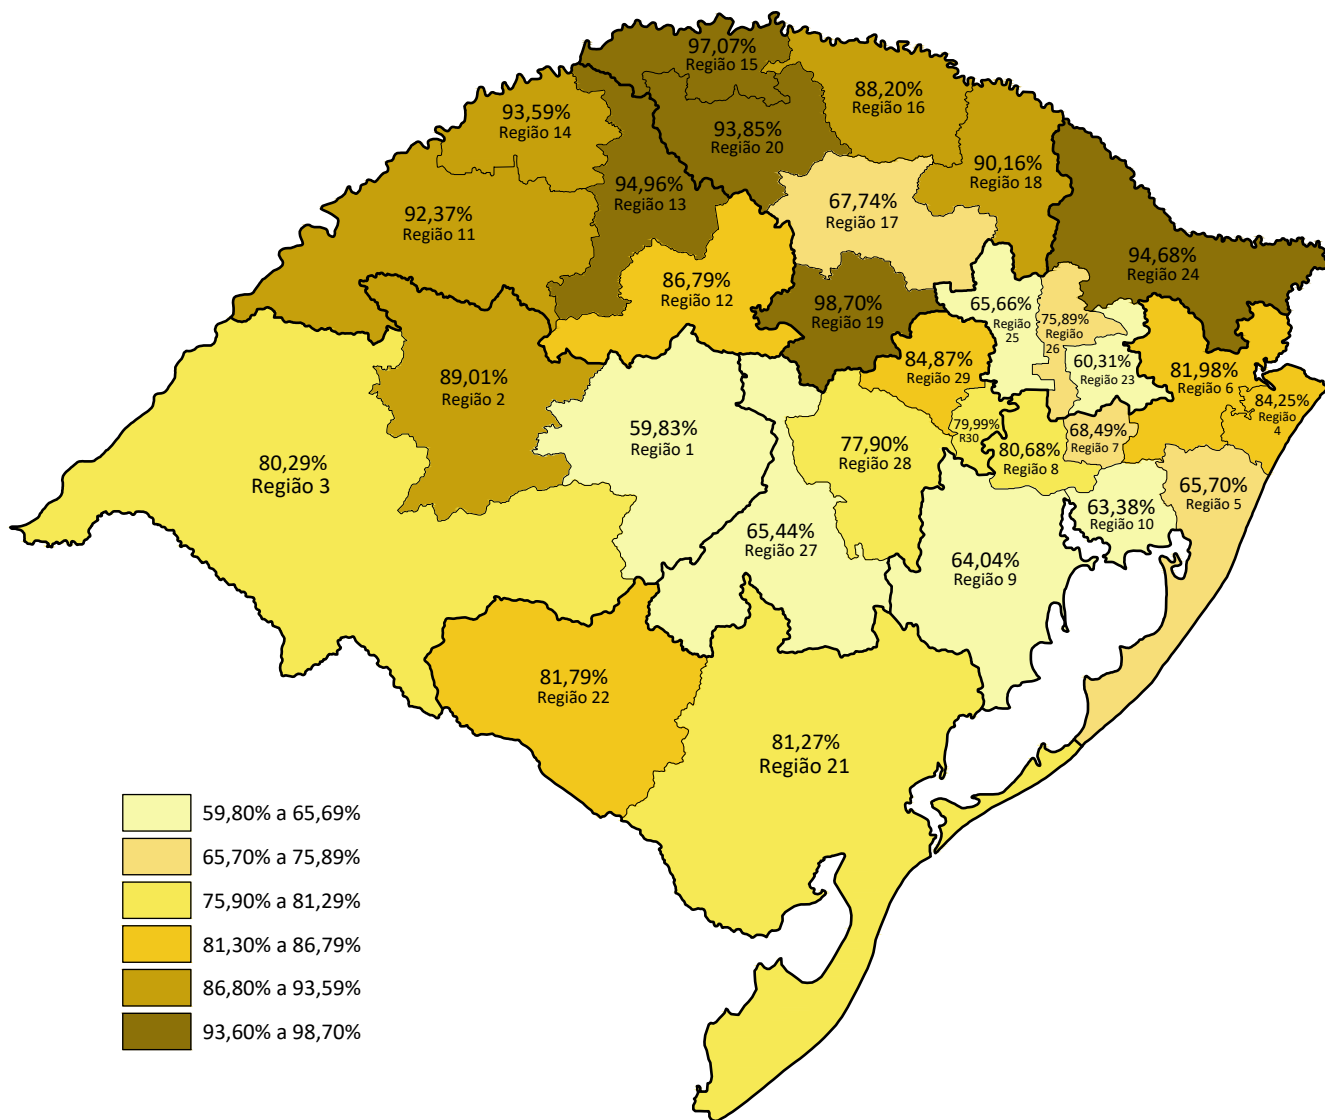 97,07%
Região 15
88,20%
Região 16
93,59%
Região 14
93,85%
Região 20
90,16%
Região 18
94,96%
Região 13
67,74%
Região 17
92,37%
Região 11
94,68%
Região 24
86,79%
Região 12
98,70%
Região 19
65,66%
Região
25
75,89%
Região
26
60,31%
Região 23
81,98%
Região 6
84,25%
Região
4
84,87%
Região 29
89,01%
Região 2
59,83%
Região 1
79,99%
R30
68,49%
Região 7
77,90%
Região 28
80,68%
Região 8
80,29%
Região 3
65,70%
Região 5
63,38%
Região 10
65,44%
Região 27
64,04%
Região 9
81,79%
Região 22
81,27%
Região 21
59,80% a 65,69%
65,70% a 75,89%
75,90% a 81,29%
81,30% a 86,79%
86,80% a 93,59%
93,60% a 98,70%